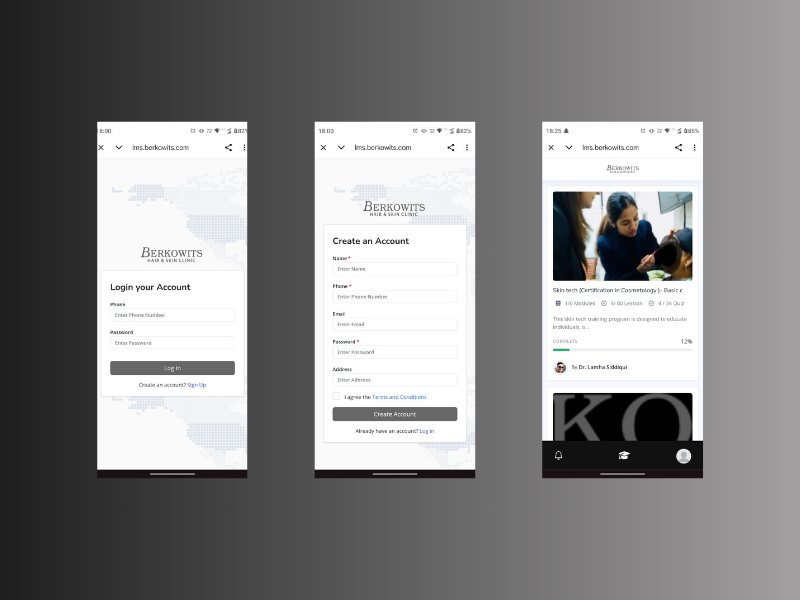 18:00
82%
lms.berkowits.com
BERKOWITS
HAIR & SKIN CLINIC
Login your Account
Phone
Enter Phone Number
Password
Enter Password
Log In
Create an account? Sign Up
18:00
82%
lms.berkowits.com
BERKOWITS
HAIR & SKIN CLINIC
Create an Account
Name *
Enter Name
Phone *
Enter Phone Number
Email
Enter Email
Password *
Enter Password
Address
Enter Address
I agree the Terms and Conditions
Create Account
Already have an account? Log in
18:25
85%
lms.berkowits.com
BERKOWITS
HAIR & SKIN CLINIC
Skin tech (Certification in Cosmetology )- Basic c
1/6 Modules 4/ 80 Lesson 4 / 34 Quiz
This skin tech training program is designed to educate
individuals, o...
COMPLETE 12%
By Dr. Lamha Siddiqui
KO